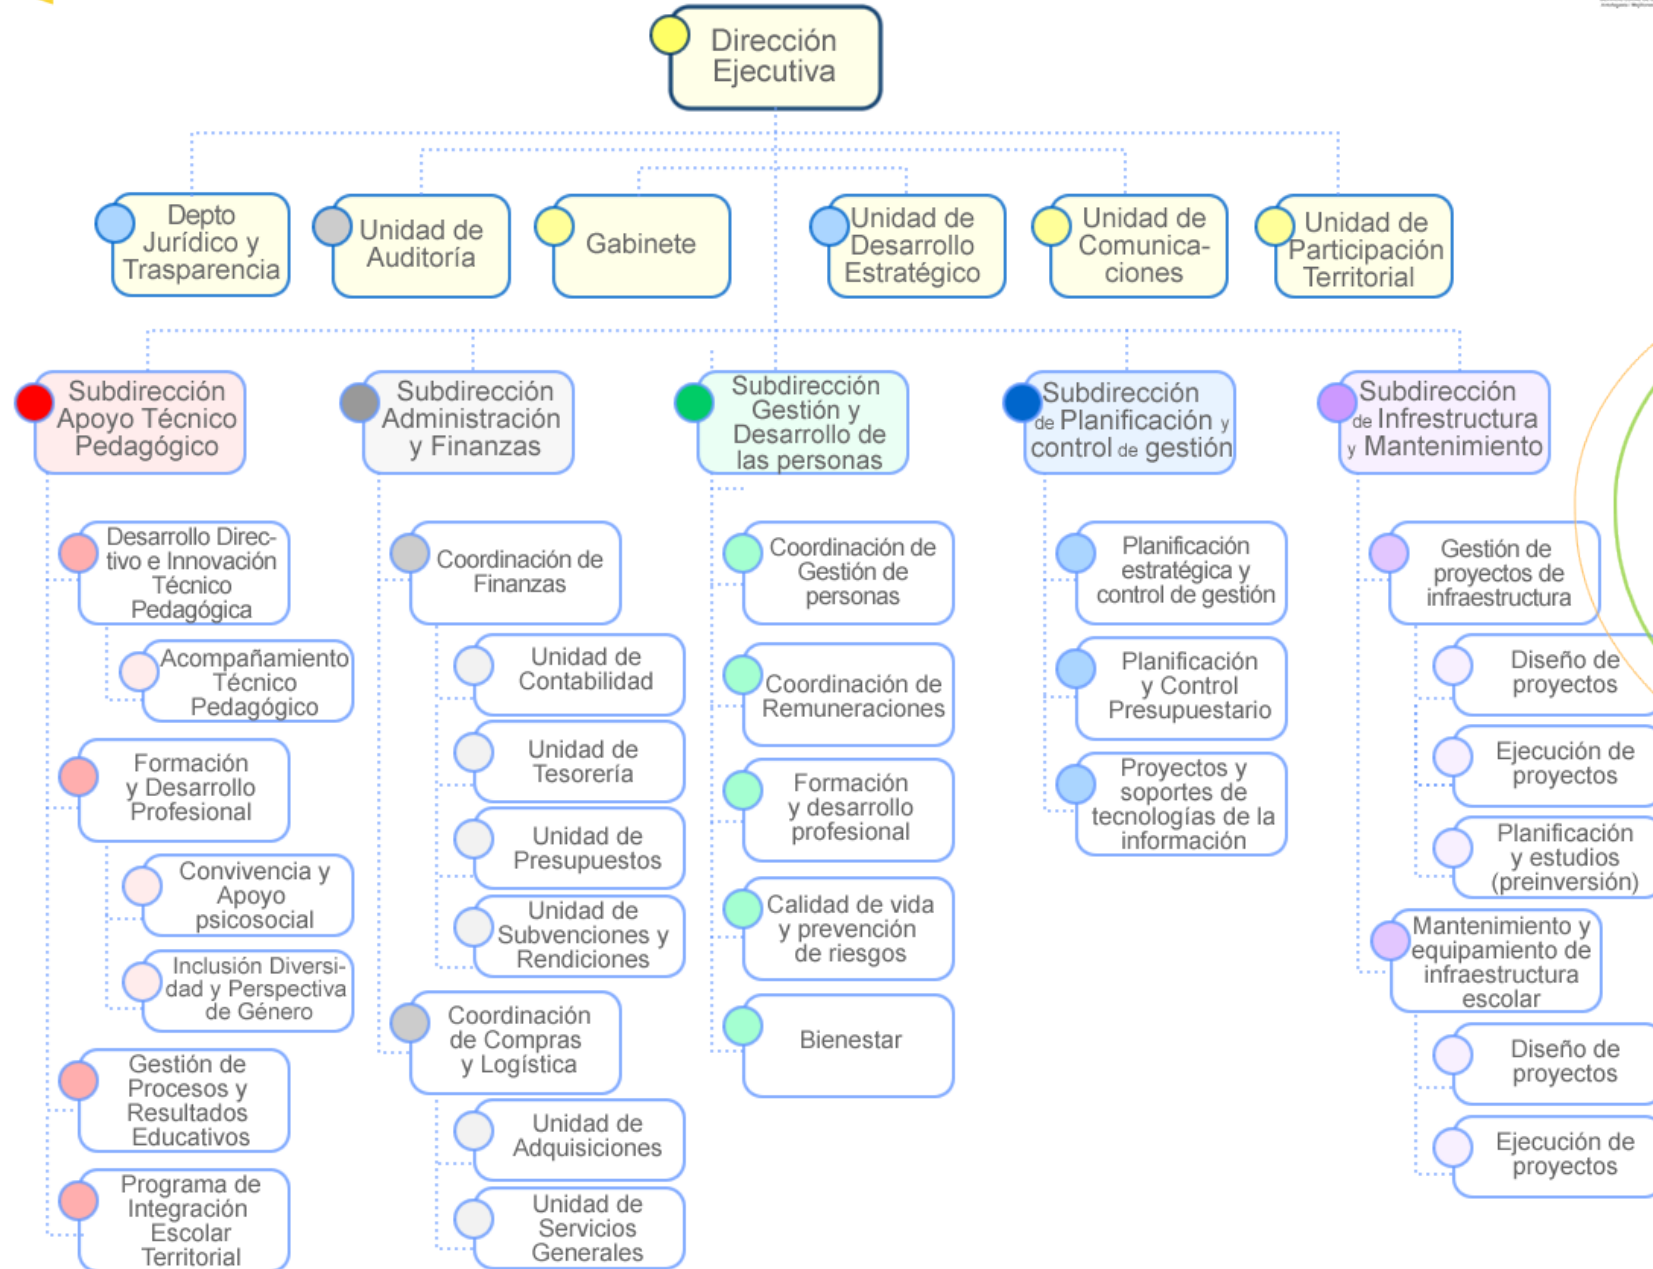 Dirección
Ejecutiva
Depto
Jurídico y
Trasparencia
Unidad de
Auditoría
Gabinete
Unidad de
Desarrollo
Estratégico
Unidad de
Comunica-
ciones
Unidad de
Participación
Territorial
Subdirección
Apoyo Técnico
Pedagógico
Desarrollo Direc-
tivo e Innovación
Técnico
Pedagógica
Acompañamiento
Técnico
Pedagógico
Formación
y Desarrollo
Profesional
Convivencia y
Apoyo
psicosocial
Inclusión Diversi-
dad y Perspectiva
de Género
Gestión de
Procesos y
Resultados
Educativos
Programa de
Integración
Escolar
Territorial
Subdirección
Administración
y Finanzas
Coordinación de
Finanzas
Unidad de
Contabilidad
Unidad de
Tesorería
Unidad de
Presupuestos
Unidad de
Subvenciones y
Rendiciones
Coordinación
de Compras
y Logística
Unidad de
Adquisiciones
Unidad de
Servicios
Generales
Subdirección
Gestión y
Desarrollo de
las personas
Coordinación de
Gestión de
personas
Coordinación de
Remuneraciones
Formación
y desarrollo
profesional
Calidad de vida
y prevención
de riesgos
Bienestar
Subdirección
de Planificación y
control de gestión
Planificación
estratégica y
control de gestión
Planificación
y Control
Presupuestario
Proyectos y
soportes de
tecnologías de la
información
Subdirección
de Infrestructura
y Mantenimiento
Gestión de
proyectos de
infraestructura
Diseño de
proyectos
Ejecución de
proyectos
Planificación
y estudios
(preinversión)
Mantenimiento y
equipamiento de
infraestructura
escolar
Diseño de
proyectos
Ejecución de
proyectos